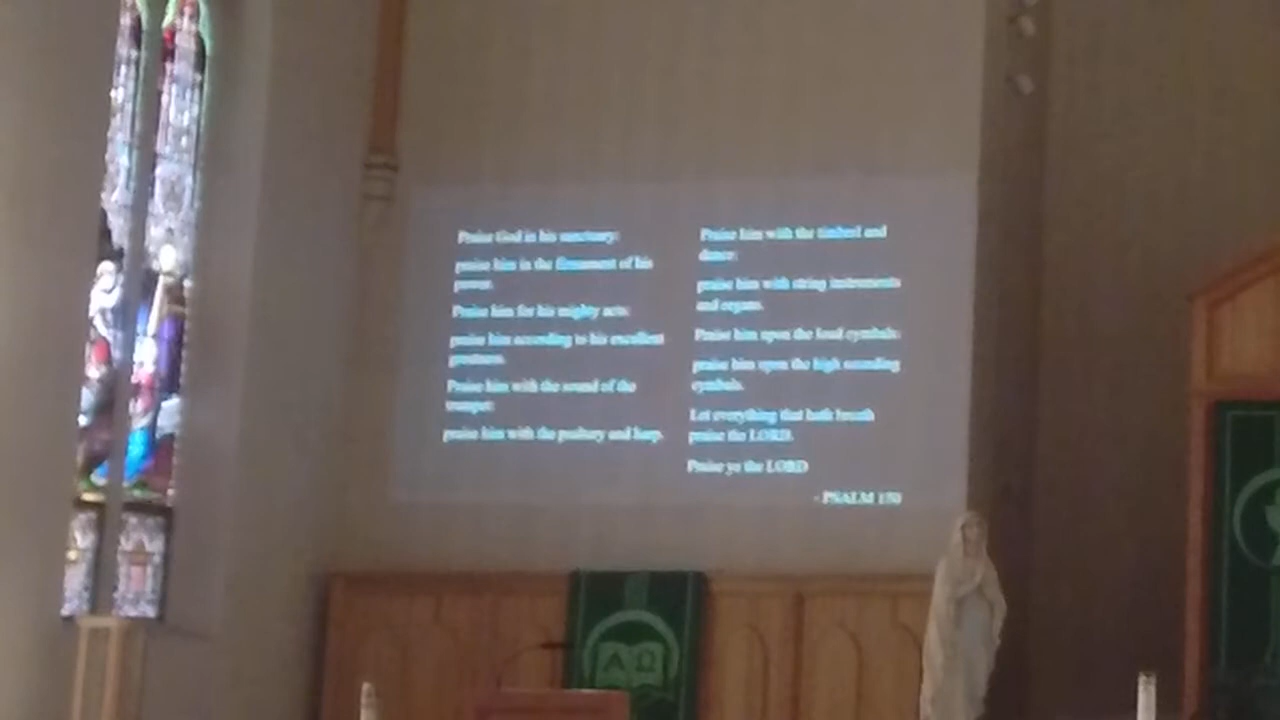 Praise God in his sanctuary:
praise him in the firmament of his
power.
Praise him for his mighty acts:
praise him according to his excellent
greatness.
Praise him with the sound of the
trumpet:
praise him with the psaltery and harp.
Praise him with the timbrel and
dance:
praise him with string instruments
and organs.
Praise him upon the loud cymbals:
praise him upon the high sounding
cymbals.
Let everything that hath breath
praise the LORD.
Praise ye the LORD
- PSALM 150
Α Ω